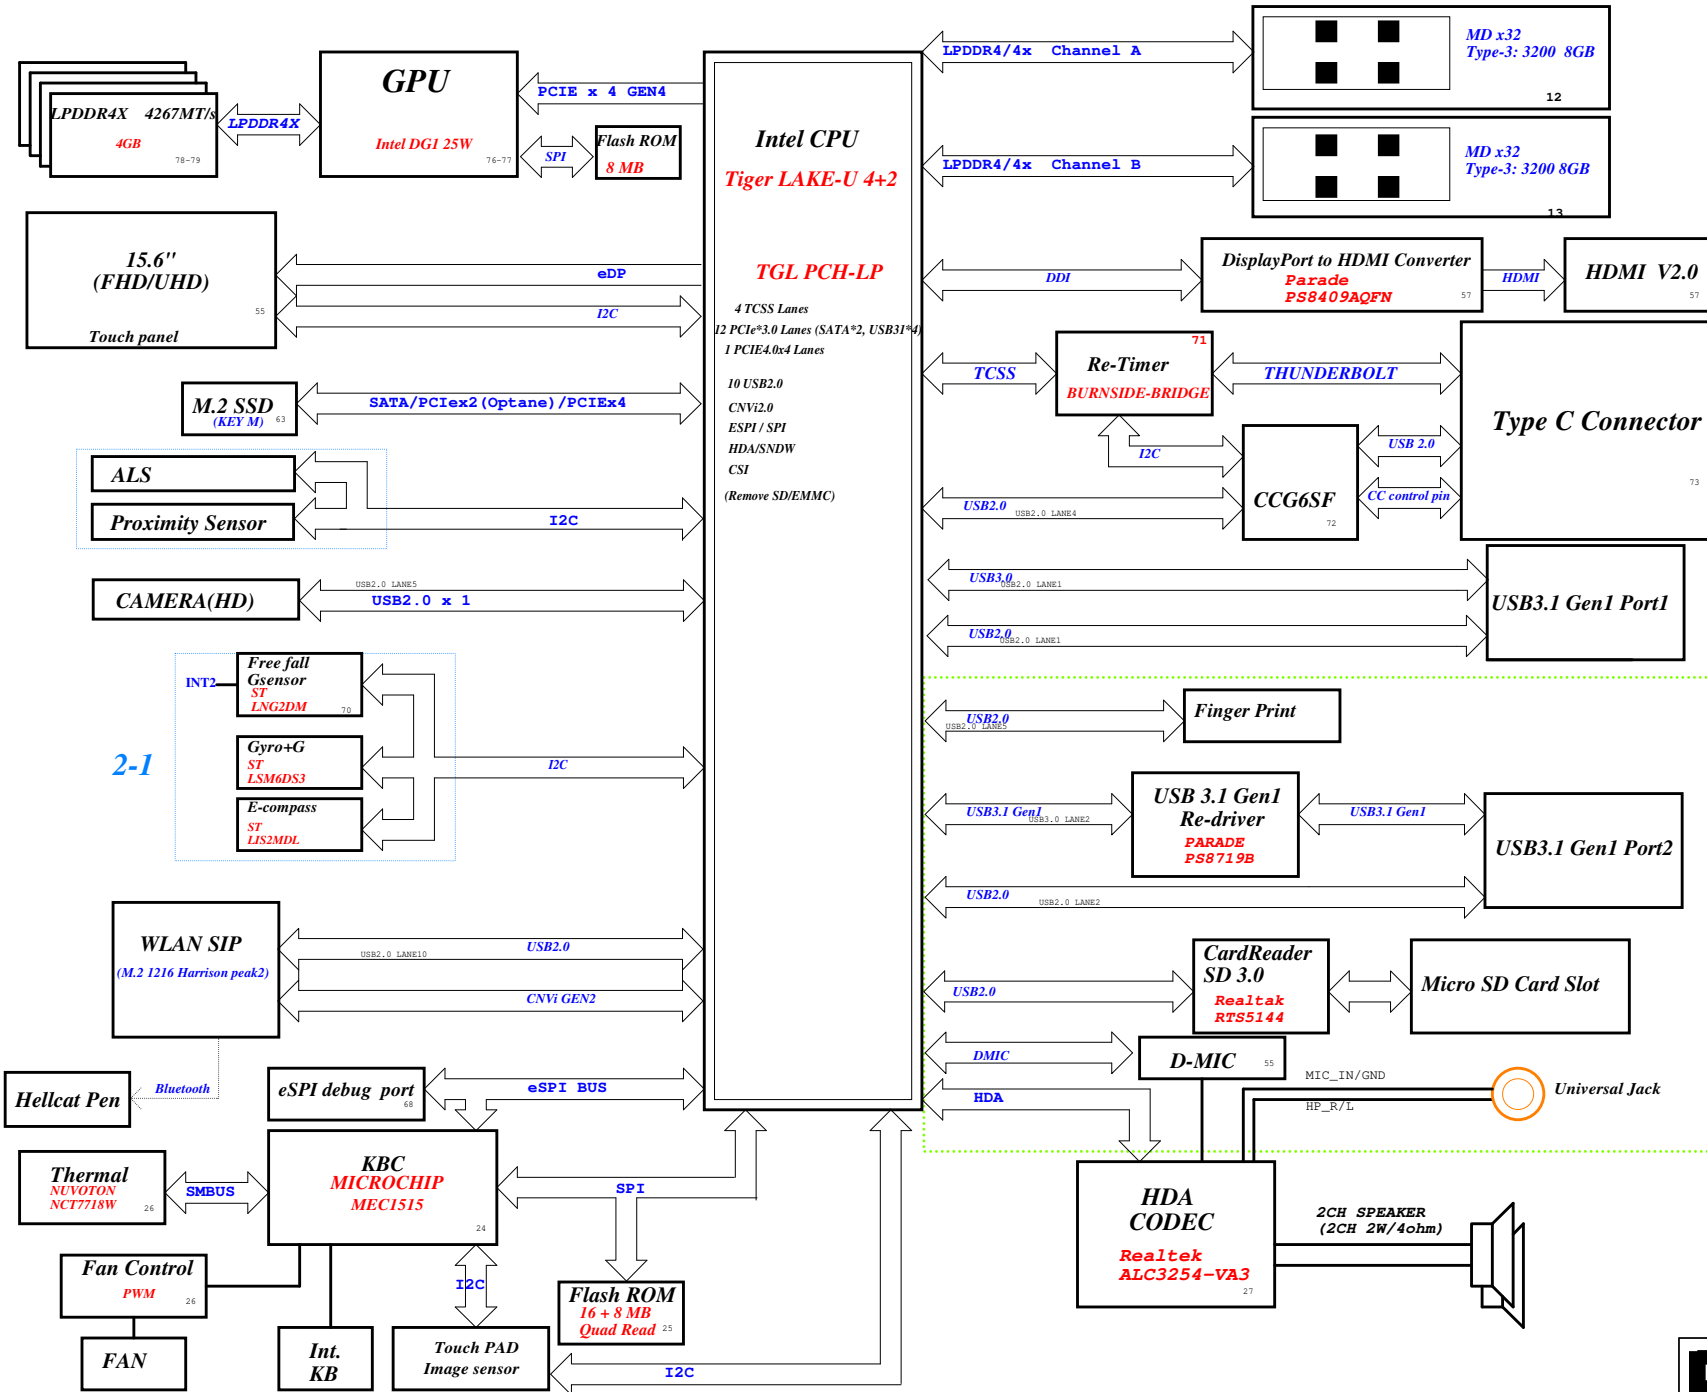 LPDDR4X 4267MT/s
4GB
78-79
LPDDR4X
GPU
Intel DG1 25W
76-77
PCIE x 4 GEN4
SPI
Flash ROM
8 MB
15.6"
(FHD/UHD)
55
Touch panel
eDP
I2C
M.2 SSD
(KEY M)
63
SATA/PCIex2(Optane)/PCIEx4
ALS
Proximity Sensor
I2C
CAMERA(HD)
USB2.0 LANE5
USB2.0 x 1
INT2
Free fall
Gsensor
ST
LNG2DM
70
2-1
Gyro+G
ST
LSM6DS3
E-compass
ST
LIS2MDL
I2C
WLAN SIP
(M.2 1216 Harrison peak2)
USB2.0
USB2.0 LANE10
CNVi GEN2
Hellcat Pen
Bluetooth
eSPI debug port
68
eSPI BUS
Thermal
NUVOTON
NCT7718W
26
SMBUS
KBC
MICROCHIP
MEC1515
24
SPI
Fan Control
PWM
26
FAN
Int.
KB
I2C
Touch PAD
Image sensor
Flash ROM
16 + 8 MB
Quad Read
25
I2C
Intel CPU
Tiger LAKE-U 4+2
TGL PCH-LP
4 TCSS Lanes
12 PCIe*3.0 Lanes (SATA*2, USB31*4)
1 PCIE4.0x4 Lanes
10 USB2.0
CNVi2.0
ESPI / SPI
HDA/SNDW
CSI
(Remove SD/EMMC)
LPDDR4/4x Channel A
MD x32
Type-3: 3200 8GB
12
LPDDR4/4x Channel B
MD x32
Type-3: 3200 8GB
13
DDI
DisplayPort to HDMI Converter
Parade
PS8409AQFN
57
HDMI
HDMI V2.0
57
TCSS
71
Re-Timer
BURNSIDE-BRIDGE
THUNDERBOLT
Type C Connector
73
I2C
USB 2.0
CC control pin
CCG6SF
72
USB2.0
USB2.0 LANE4
USB3.0
USB2.0 LANE1
USB2.0
USB2.0 LANE1
USB3.1 Gen1 Port1
USB2.0
USB2.0 LANE5
Finger Print
USB3.1 Gen1
USB3.0 LANE2
USB 3.1 Gen1
Re-driver
PARADE
PS8719B
USB3.1 Gen1
USB3.1 Gen1 Port2
USB2.0
USB2.0 LANE2
USB2.0
CardReader
SD 3.0
Realtak
RTS5144
Micro SD Card Slot
DMIC
D-MIC
55
HDA
MIC_IN/GND
HP_R/L
Universal Jack
HDA
CODEC
Realtek
ALC3254-VA3
27
2CH SPEAKER
(2CH 2W/4ohm)